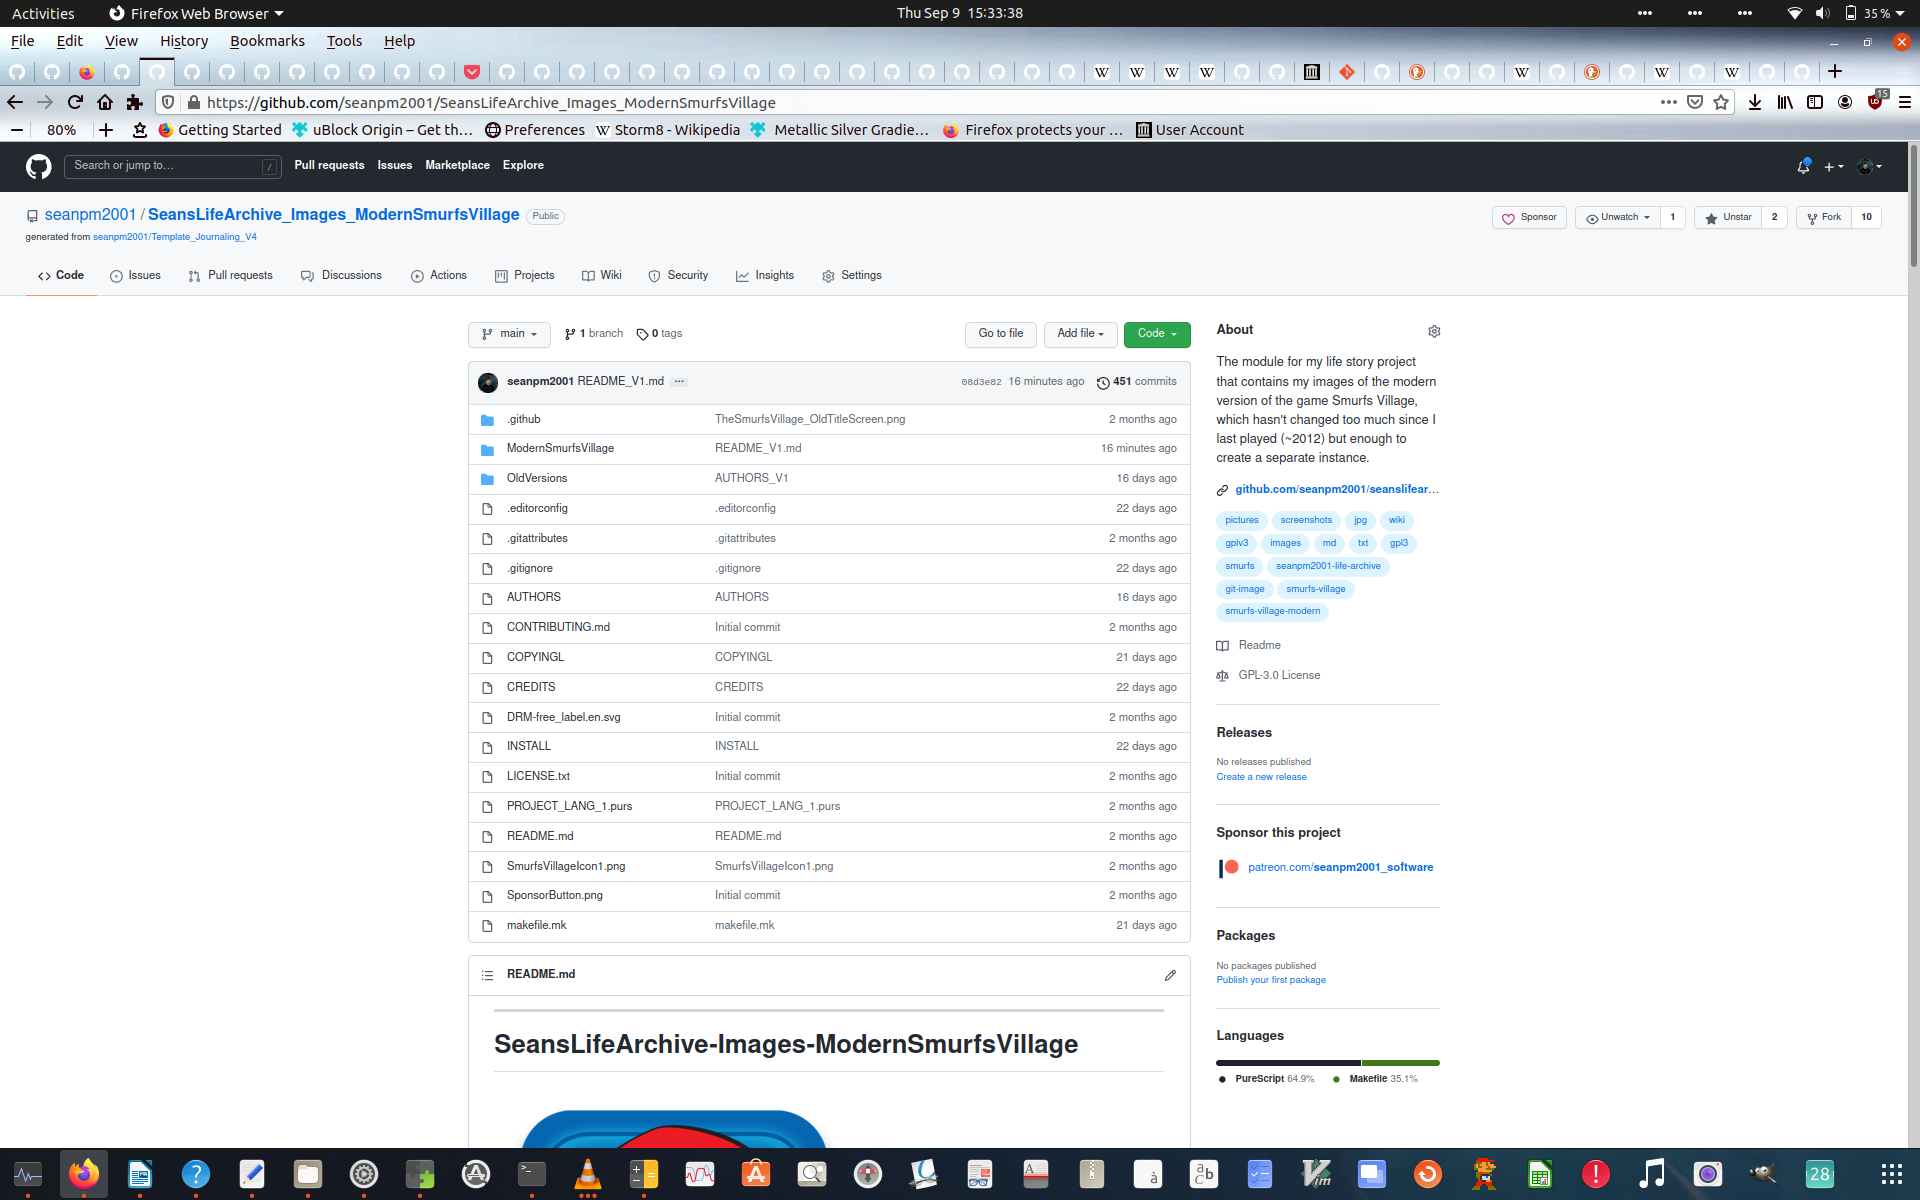 Activities Firefox Web Browser Thu Sep 9 15:33:38 35%
File Edit View History Bookmarks Tools Help
https://github.com/seanpm2001/SeansLifeArchive_Images_ModernSmurfsVillage 15
80% Getting Started uBlock Origin – Get th… Preferences Storm8 - Wikipedia Metallic Silver Gradie… Firefox protects your … User Account
Search or jump to… / Pull requests Issues Marketplace Explore
seanpm2001 / SeansLifeArchive_Images_ModernSmurfsVillage Public Sponsor Unwatch 1 Unstar 2 Fork 10
generated from seanpm2001/Template_Journaling_V4
Code Issues Pull requests Discussions Actions Projects Wiki Security Insights Settings
main 1 branch 0 tags Go to file Add file Code
seanpm2001 README_V1.md ... 08d3e82 16 minutes ago 451 commits
.github TheSmurfsVillage_OldTitleScreen.png 2 months ago
ModernSmurfsVillage README_V1.md 16 minutes ago
OldVersions AUTHORS_V1 16 days ago
.editorconfig .editorconfig 22 days ago
.gitattributes .gitattributes 2 months ago
.gitignore .gitignore 22 days ago
AUTHORS AUTHORS 16 days ago
CONTRIBUTING.md Initial commit 2 months ago
COPYINGL COPYINGL 21 days ago
CREDITS CREDITS 22 days ago
DRM-free_label.en.svg Initial commit 2 months ago
INSTALL INSTALL 22 days ago
LICENSE.txt Initial commit 2 months ago
PROJECT_LANG_1.purs PROJECT_LANG_1.purs 2 months ago
README.md README.md 2 months ago
SmurfsVillageIcon1.png SmurfsVillageIcon1.png 2 months ago
SponsorButton.png Initial commit 2 months ago
makefile.mk makefile.mk 21 days ago
README.md
SeansLifeArchive-Images-ModernSmurfsVillage
About
The module for my life story project
that contains my images of the modern
version of the game Smurfs Village,
which hasn't changed too much since I
last played (~2012) but enough to
create a separate instance.
github.com/seanpm2001/seanslifear…
pictures screenshots jpg wiki
gplv3 images md txt gpl3
smurfs seanpm2001-life-archive
git-image smurfs-village
smurfs-village-modern
Readme
GPL-3.0 License
Releases
No releases published
Create a new release
Sponsor this project
patreon.com/seanpm2001_software
Packages
No packages published
Publish your first package
Languages
PureScript 64.9% Makefile 35.1%
28